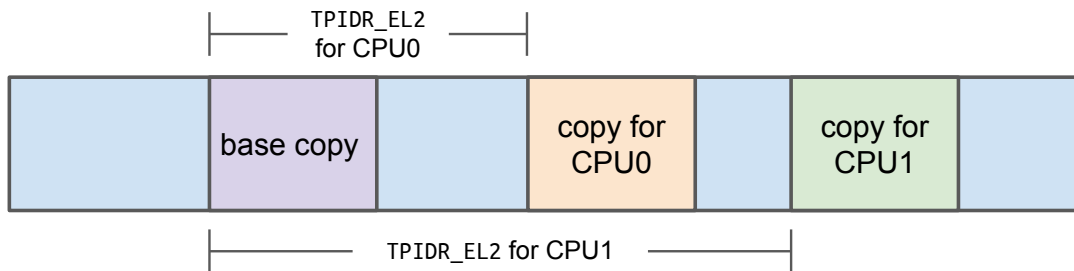 TPIDR_EL2
for CPU0
base copy
copy for
CPU0
copy for
CPU1
TPIDR_EL2 for CPU1